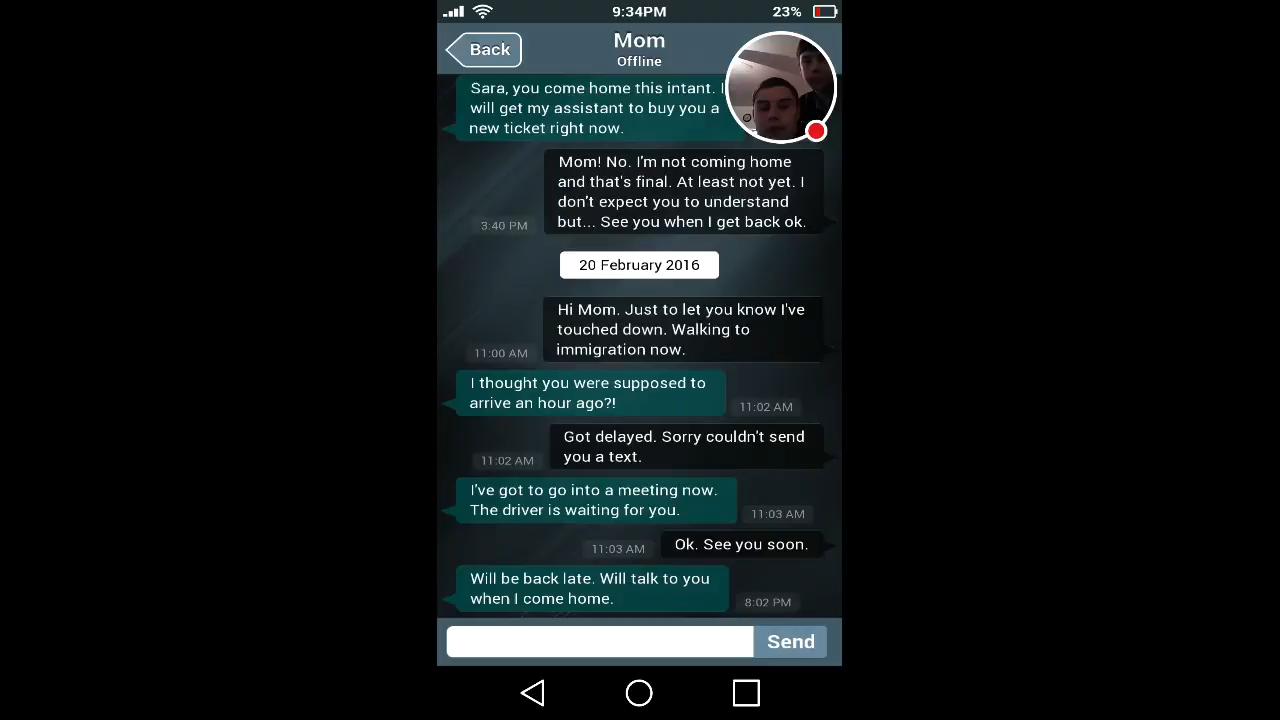 9:34PM
23%
Back
Mom
Offline
Sara, you come home this intant. I
will get my assistant to buy you a
new ticket right now.
Mom! No. I'm not coming home
and that's final. At least not yet. I
don't expect you to understand
but... See you when I get back ok.
3:40 PM
20 February 2016
Hi Mom. Just to let you know I've
touched down. Walking to
immigration now.
11:00 AM
I thought you were supposed to
arrive an hour ago?!
11:02 AM
Got delayed. Sorry couldn't send
you a text.
11:02 AM
I've got to go into a meeting now.
The driver is waiting for you.
11:03 AM
Ok. See you soon.
11:03 AM
Will be back late. Will talk to you
when I come home.
8:02 PM
Send